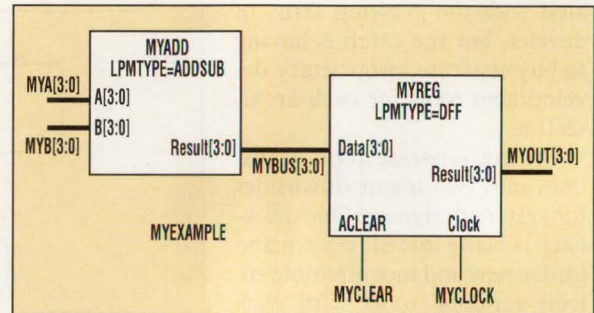 MYADD
LPMTYPE=ADDSUB
MYA[3:0]
A[3:0]
B[3:0]
MYB[3:0]
Result[3:0]
MYBUS[3:0]
MYREG
LPMTYPE=DFF
Data[3:0]
Result[3:0]
MYOUT[3:0]
ACLEAR
Clock
MYEXAMPLE
MYCLEAR
MYCLOCK